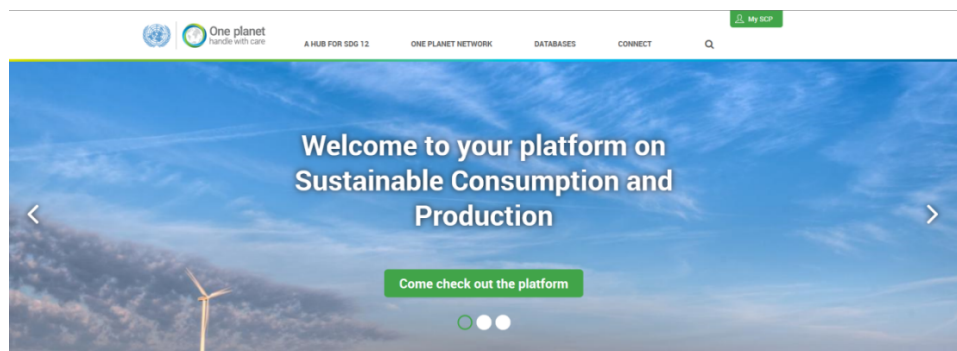 My SCP
One planet
handle with care
A HUB FOR SDG 12
ONE PLANET NETWORK
DATABASES
CONNECT
Welcome to your platform on
Sustainable Consumption and
Production
Come check out the platform